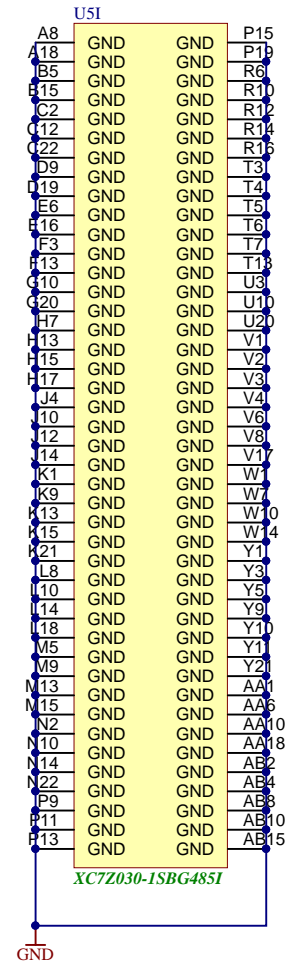 U5I
A8 GND GND P15
A18 GND GND P19
B5 GND GND R6
B15 GND GND R10
C2 GND GND R12
C12 GND GND R14
C22 GND GND R16
D9 GND GND T3
D19 GND GND T4
E6 GND GND T5
E16 GND GND T6
F3 GND GND T7
F13 GND GND T13
G10 GND GND U3
G20 GND GND U10
H7 GND GND U20
H13 GND GND V1
H15 GND GND V2
H17 GND GND V3
J4 GND GND V4
J10 GND GND V6
J12 GND GND V8
J14 GND GND V17
K1 GND GND W1
K9 GND GND W7
K13 GND GND W10
K15 GND GND W14
K21 GND GND Y1
L8 GND GND Y3
L10 GND GND Y5
L14 GND GND Y9
L18 GND GND Y10
M5 GND GND Y11
M9 GND GND Y21
M13 GND GND AA1
M15 GND GND AA6
N2 GND GND AA10
N10 GND GND AA18
N14 GND GND AB2
N22 GND GND AB4
P9 GND GND AB8
P11 GND GND AB10
P13 GND GND AB15
XC7Z030-1SBG485I
GND